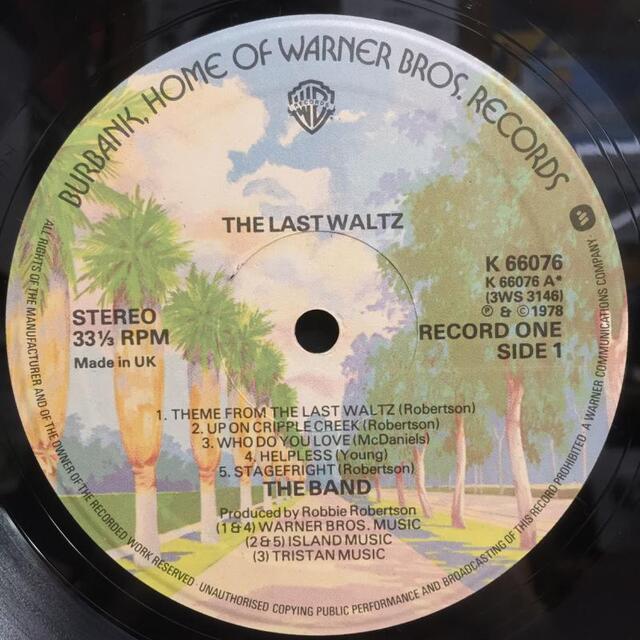 BURBANK, HOME OF WARNER BROS. RECORDS
THE LAST WALTZ
STEREO
33⅓ RPM
Made in UK
K 66076
K 66076 A*
(3WS 3146)
℗ & © 1978
RECORD ONE
SIDE 1
1. THEME FROM THE LAST WALTZ (Robertson)
2. UP ON CRIPPLE CREEK (Robertson)
3. WHO DO YOU LOVE (McDaniels)
4. HELPLESS (Young)
5. STAGEFRIGHT (Robertson)
THE BAND
Produced by Robbie Robertson
(1 & 4) WARNER BROS. MUSIC
(2 & 5) ISLAND MUSIC
(3) TRISTAN MUSIC
ALL RIGHTS OF THE MANUFACTURER AND OF THE OWNER OF THE RECORDED WORK RESERVED · UNAUTHORISED COPYING PUBLIC PERFORMANCE AND BROADCASTING OF THIS RECORD PROHIBITED · A WARNER COMMUNICATIONS COMPANY ·